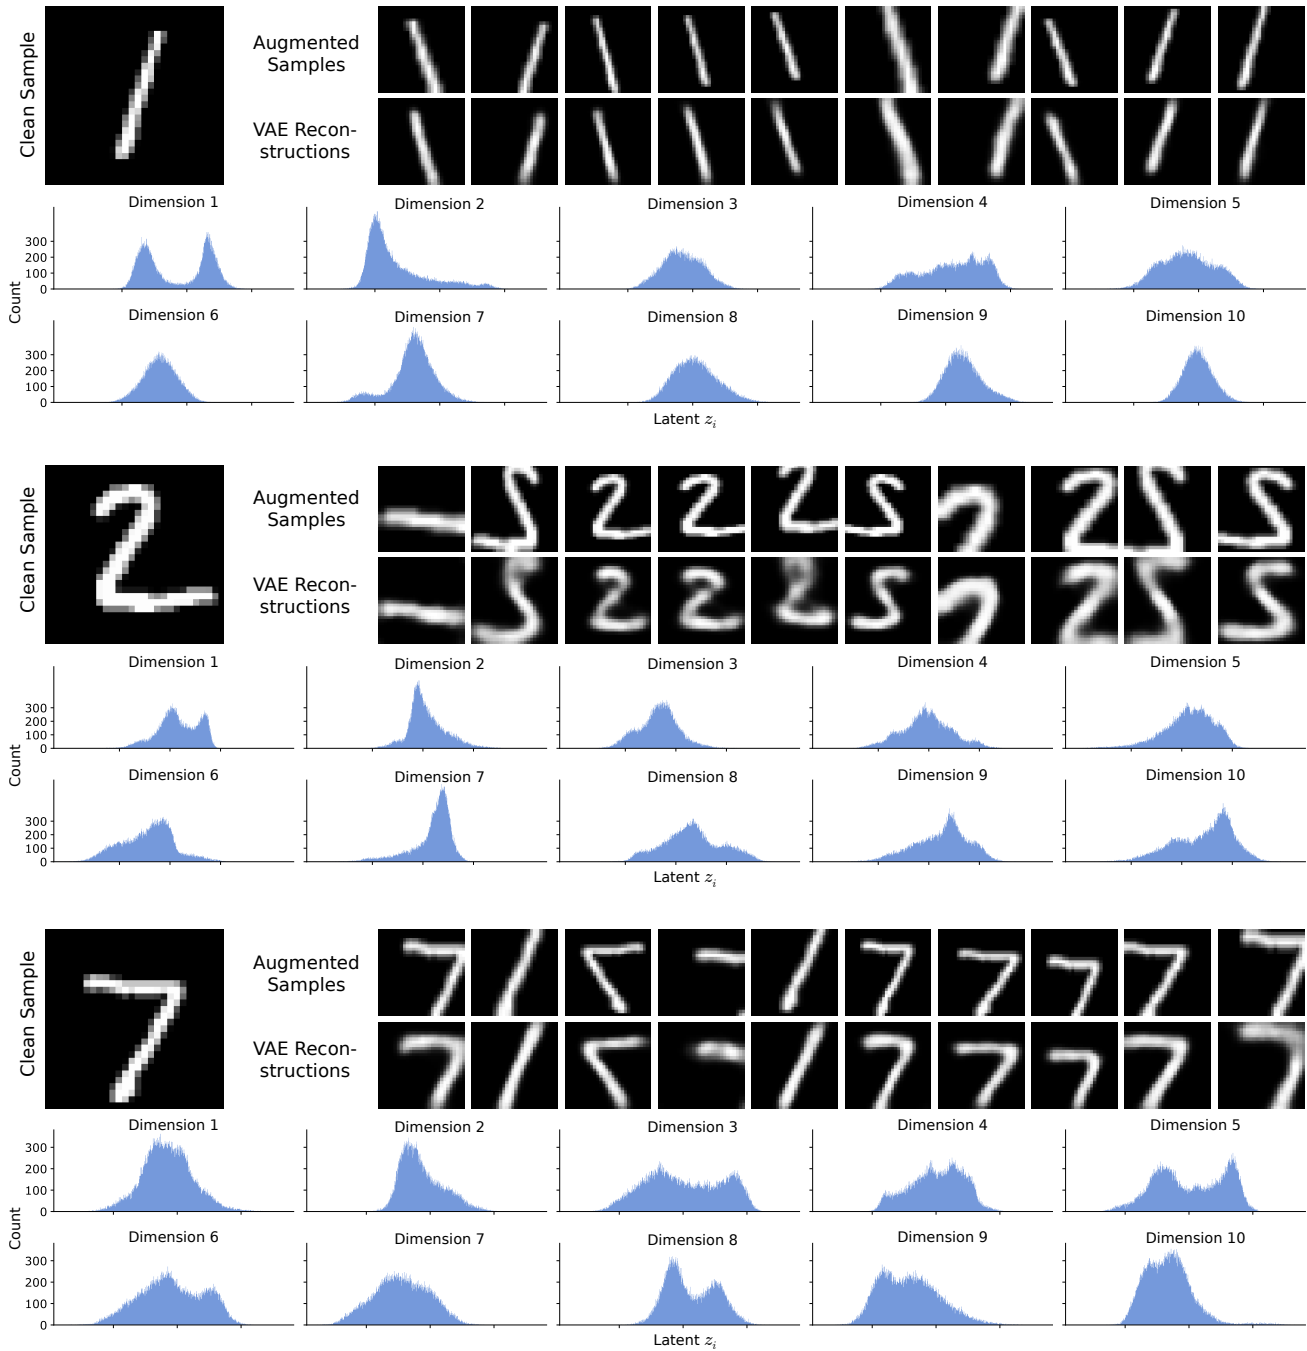 Clean Sample
Augmented
Samples
VAE Recon-
structions
Dimension 1
Dimension 2
Dimension 3
Dimension 4
Dimension 5
300
200
100
0
Count
Dimension 6
Dimension 7
Dimension 8
Dimension 9
Dimension 10
300
200
100
0
Latent z_i
Clean Sample
Augmented
Samples
VAE Recon-
structions
Dimension 1
Dimension 2
Dimension 3
Dimension 4
Dimension 5
300
200
100
0
Count
Dimension 6
Dimension 7
Dimension 8
Dimension 9
Dimension 10
300
200
100
0
Latent z_i
Clean Sample
Augmented
Samples
VAE Recon-
structions
Dimension 1
Dimension 2
Dimension 3
Dimension 4
Dimension 5
300
200
100
0
Count
Dimension 6
Dimension 7
Dimension 8
Dimension 9
Dimension 10
300
200
100
0
Latent z_i